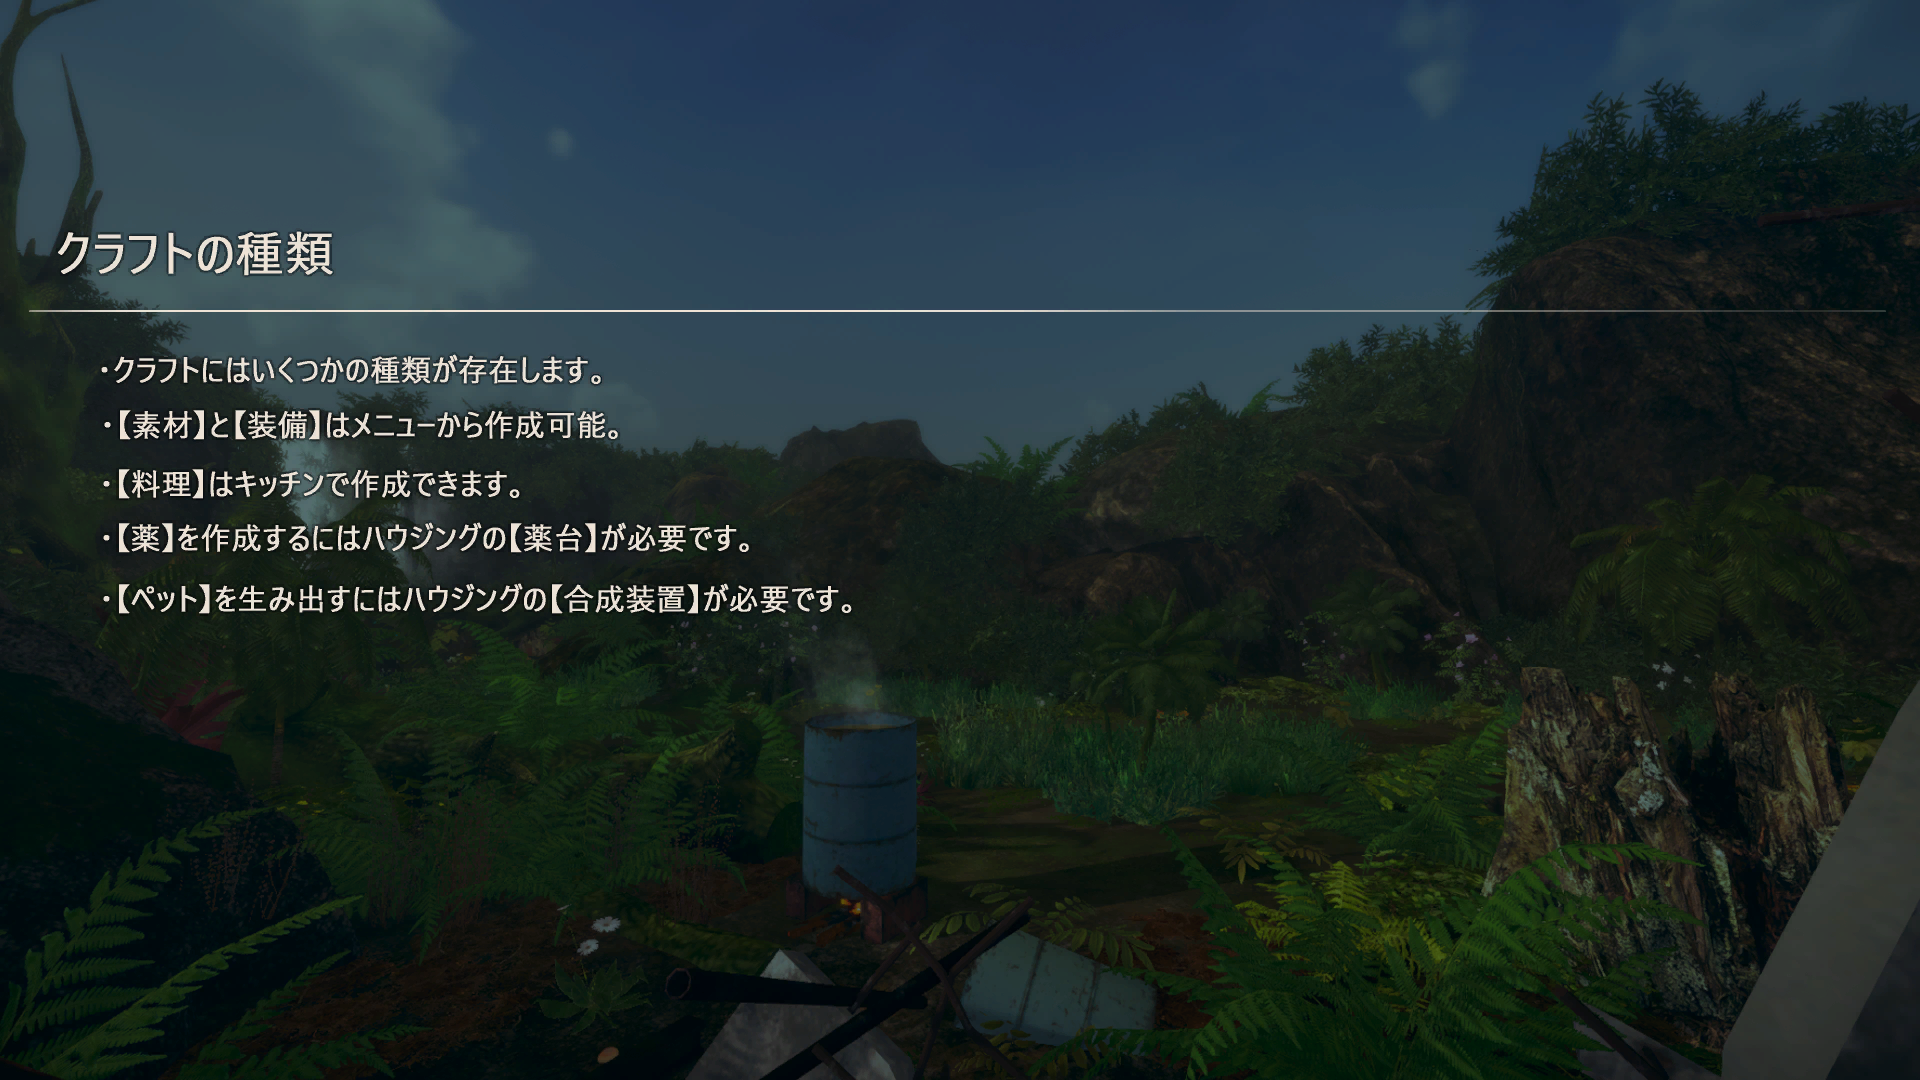 クラフトの種類
・クラフトにはいくつかの種類が存在します。
・【素材】と【装備】はメニューから作成可能。
・【料理】はキッチンで作成できます。
・【薬】を作成するにはハウジングの【薬台】が必要です。
・【ペット】を生み出すにはハウジングの【合成装置】が必要です。